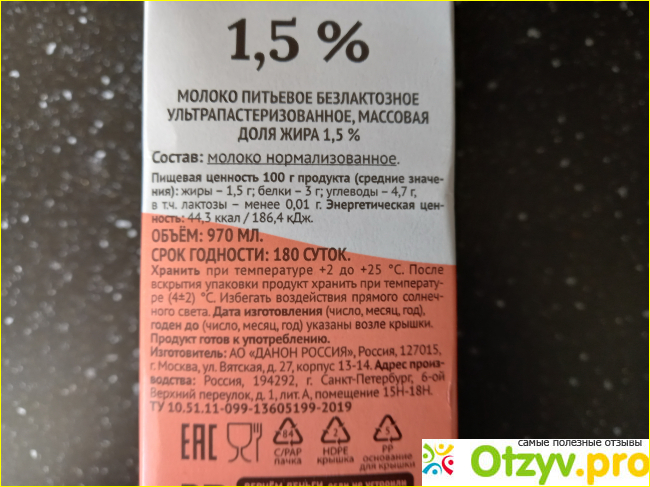 1,5 %
МОЛОКО ПИТЬЕВОЕ БЕЗЛАКТОЗНОЕ
УЛЬТРАПАСТЕРИЗОВАННОЕ, МАССОВАЯ
ДОЛЯ ЖИРА 1,5 %
Состав: молоко нормализованное.
Пищевая ценность 100 г продукта (средние значе-
ния): жиры – 1,5 г; белки – 3 г; углеводы – 4,7 г,
в т.ч. лактозы – менее 0,01 г. Энергетическая цен-
ность: 44,3 ккал / 186,4 кДж.
ОБЪЁМ: 970 МЛ.
СРОК ГОДНОСТИ: 180 СУТОК.
Хранить при температуре +2 до +25 °С. После
вскрытия упаковки продукт хранить при температу-
ре (4±2) °С. Избегать воздействия прямого солнеч-
ного света. Дата изготовления (число, месяц, год),
годен до (число, месяц, год) указаны возле крышки.
Продукт готов к употреблению.
Изготовитель: АО «ДАНОН РОССИЯ», Россия, 127015,
г. Москва, ул. Вятская, д. 27, корпус 13-14. Адрес произ-
водства: Россия, 194292, г. Санкт-Петербург, 6-ой
Верхний переулок, д. 1, лит. А, помещение 15Н-18Н.
ТУ 10.51.11-099-13605199-2019
EAC
84 2 5
C/PAP HDPE PP
пачка крышка основание
для крышки
ВЕРНЁМ ДЕНЬГИ, если не устроили
самые полезные отзывы
Otzyv.pro